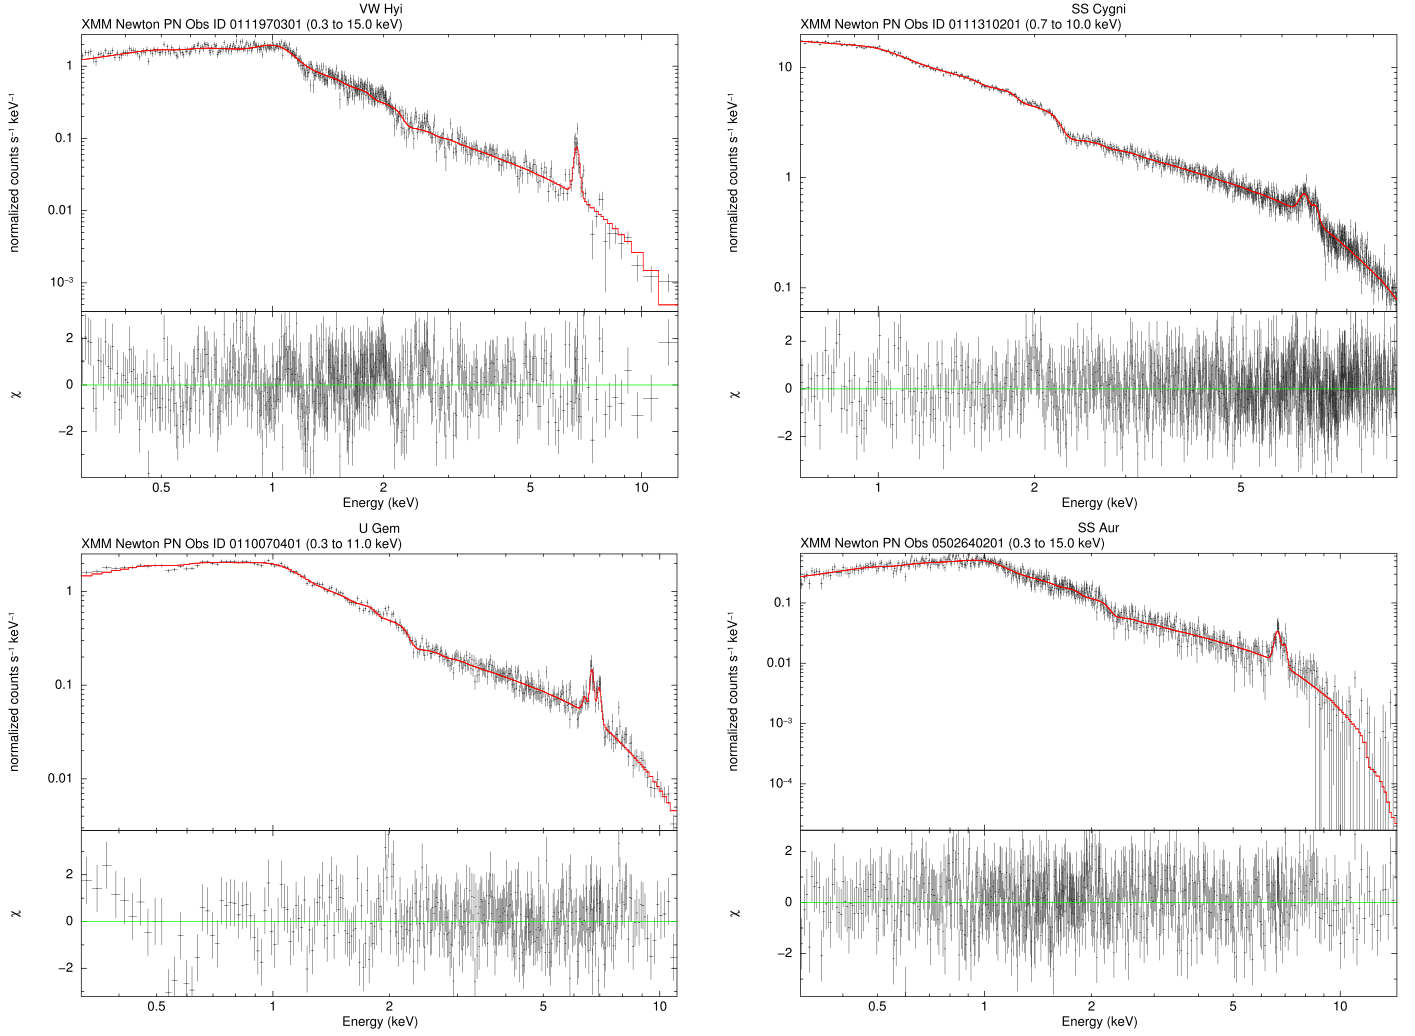 VW Hyi
XMM Newton PN Obs ID 0111970301 (0.3 to 15.0 keV)
normalized counts s⁻¹ keV⁻¹
1
0.1
0.01
10⁻³
χ
2
0
−2
0.5
1
2
5
10
Energy (keV)
SS Cygni
XMM Newton PN Obs ID 0111310201 (0.7 to 10.0 keV)
normalized counts s⁻¹ keV⁻¹
10
1
0.1
χ
2
0
−2
1
2
5
Energy (keV)
U Gem
XMM Newton PN Obs ID 0110070401 (0.3 to 11.0 keV)
normalized counts s⁻¹ keV⁻¹
1
0.1
0.01
χ
2
0
−2
0.5
1
2
5
10
Energy (keV)
SS Aur
XMM Newton PN Obs 0502640201 (0.3 to 15.0 keV)
normalized counts s⁻¹ keV⁻¹
0.1
0.01
10⁻³
10⁻⁴
χ
2
0
−2
0.5
1
2
5
10
Energy (keV)